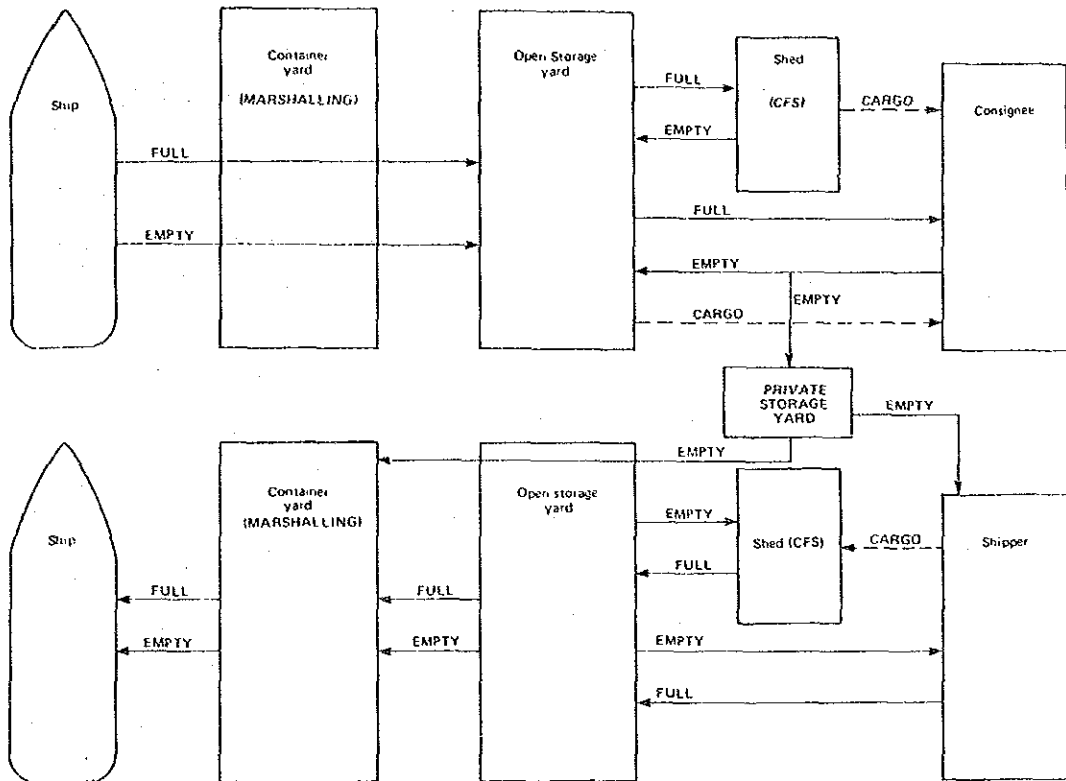 Ship
Container
yard
(MARSHALLING)
Open Storage
yard
Shed
(CFS)
Consignee
FULL
EMPTY
CARGO
FULL
EMPTY
FULL
EMPTY
EMPTY
CARGO
PRIVATE
STORAGE
YARD
EMPTY
EMPTY
Ship
Container
yard
(MARSHALLING)
Open storage
yard
Shed (CFS)
Shipper
EMPTY
CARGO
FULL
FULL
FULL
EMPTY
EMPTY
EMPTY
FULL